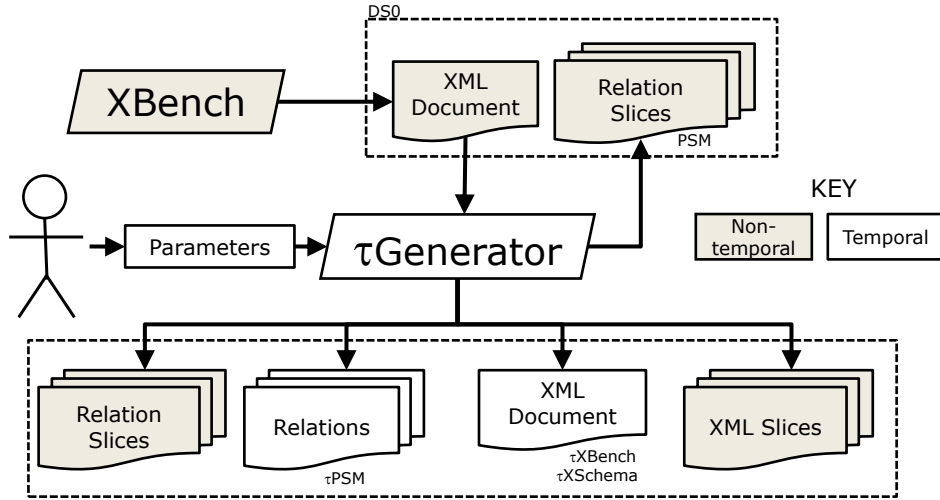 DS0
XBench
XML
Document
Relation
Slices
PSM
KEY
Non-
temporal
Temporal
Parameters
τGenerator
Relation
Slices
Relations
τPSM
XML
Document
τXBench
τXSchema
XML Slices